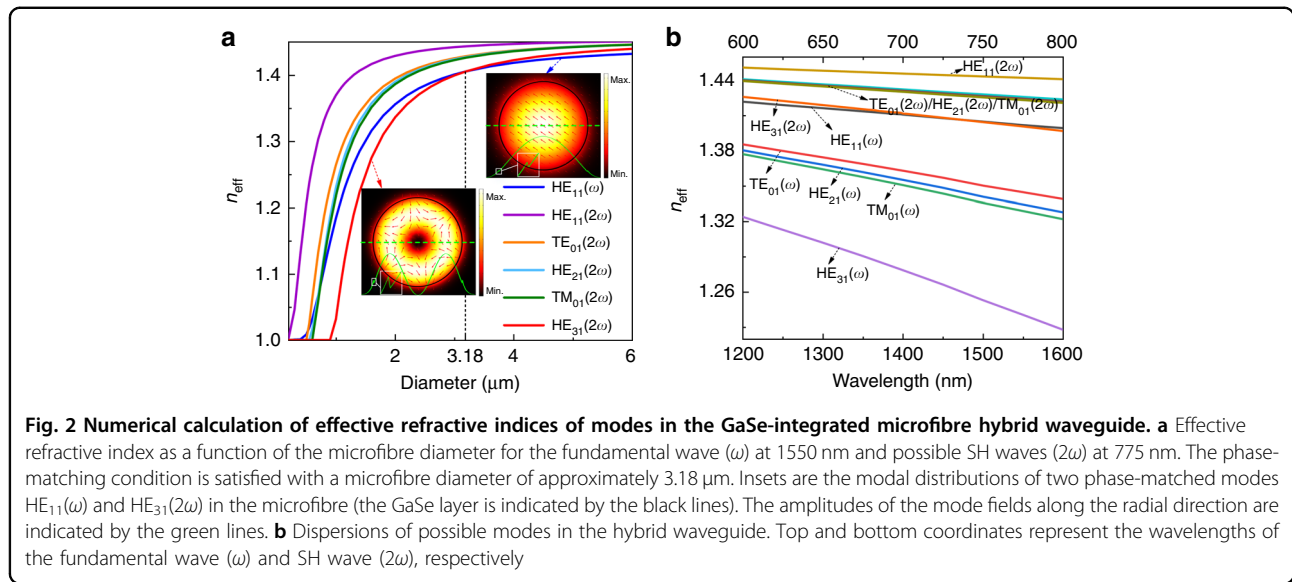 a
b
1.4
1.3
1.2
1.1
1.0
n_eff
2
3.18
4
6
Diameter (µm)
Max.
Min.
Max.
Min.
HE11(ω)
HE11(2ω)
TE01(2ω)
HE21(2ω)
TM01(2ω)
HE31(2ω)
600 650 700 750 800
1.44
1.38
1.32
1.26
n_eff
HE11(2ω)
TE01(2ω)/HE21(2ω)/TM01(2ω)
HE31(2ω)
HE11(ω)
TE01(ω)
HE21(ω)
TM01(ω)
HE31(ω)
1200 1300 1400 1500 1600
Wavelength (nm)
Fig. 2 Numerical calculation of effective refractive indices of modes in the GaSe-integrated microfibre hybrid waveguide. a Effective
refractive index as a function of the microfibre diameter for the fundamental wave (ω) at 1550 nm and possible SH waves (2ω) at 775 nm. The phase-
matching condition is satisfied with a microfibre diameter of approximately 3.18 µm. Insets are the modal distributions of two phase-matched modes
HE11(ω) and HE31(2ω) in the microfibre (the GaSe layer is indicated by the black lines). The amplitudes of the mode fields along the radial direction are
indicated by the green lines. b Dispersions of possible modes in the hybrid waveguide. Top and bottom coordinates represent the wavelengths of
the fundamental wave (ω) and SH wave (2ω), respectively